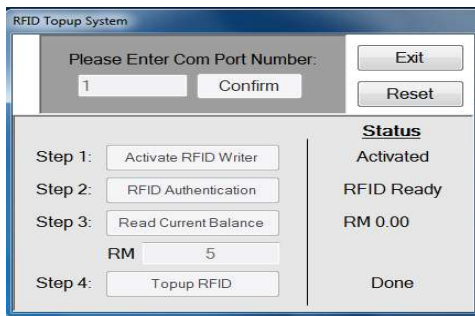 RFID Topup System
Please Enter Com Port Number:
Exit
1
Confirm
Reset
Status
Step 1:
Activate RFID Writer
Activated
Step 2:
RFID Authentication
RFID Ready
Step 3:
Read Current Balance
RM 0.00
RM
5
Step 4:
Topup RFID
Done